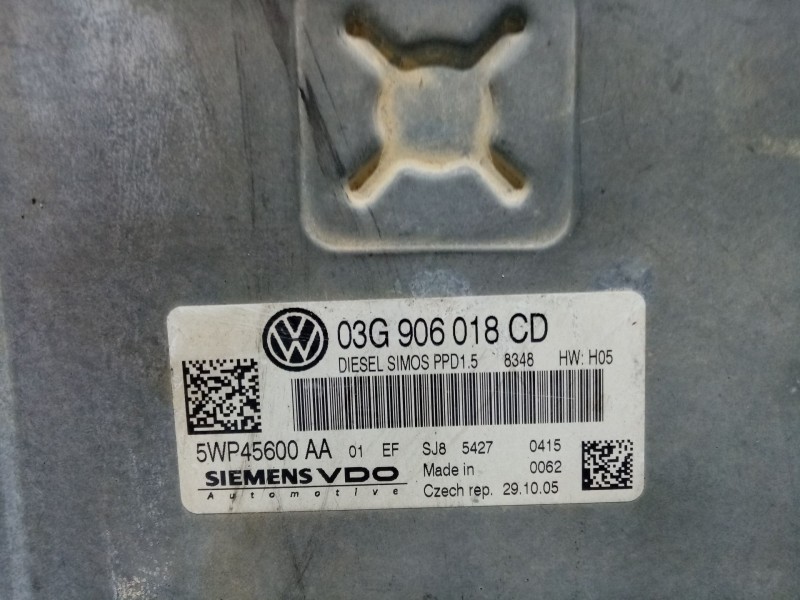 03G 906 018 CD
DIESEL SIMOS PPD1.5 8348 HW: H05
5WP45600 AA 01 EF SJ8 5427 0415
SIEMENS VDO Made in 0062
Automotive Czech rep. 29.10.05